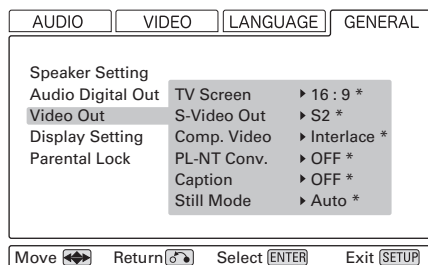 AUDIO VIDEO LANGUAGE GENERAL
Speaker Setting
Audio Digital Out TV Screen 16 : 9 *
Video Out S-Video Out S2 *
Display Setting Comp. Video Interlace *
Parental Lock PL-NT Conv. OFF *
Caption OFF *
Still Mode Auto *
Move Return Select ENTER Exit SETUP